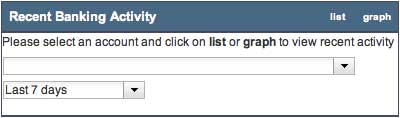 Recent Banking Activity list graph
Please select an account and click on list or graph to view recent activity
Last 7 days